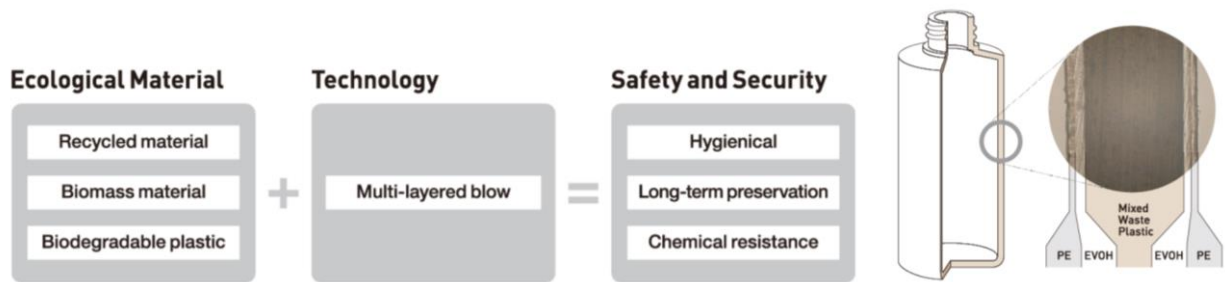 Ecological Material
Recycled material
Biomass material
Biodegradable plastic
+
Technology
Multi-layered blow
=
Safety and Security
Hygienical
Long-term preservation
Chemical resistance
Mixed
Waste
Plastic
PE EVOH EVOH PE